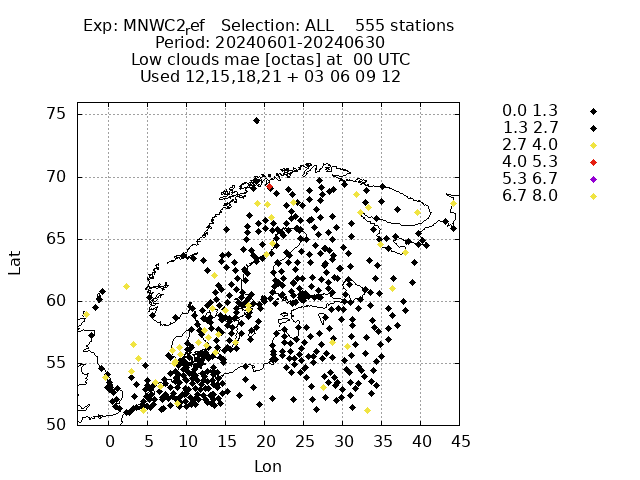 Exp: MNWC2ref   Selection: ALL    555 stations
Period: 20240601-20240630
Low clouds mae [octas] at  00 UTC
Used 12,15,18,21 + 03 06 09 12
75
70
65
60
55
50
0 5 10 15 20 25 30 35 40 45
Lat
Lon
0.0 1.3
1.3 2.7
2.7 4.0
4.0 5.3
5.3 6.7
6.7 8.0